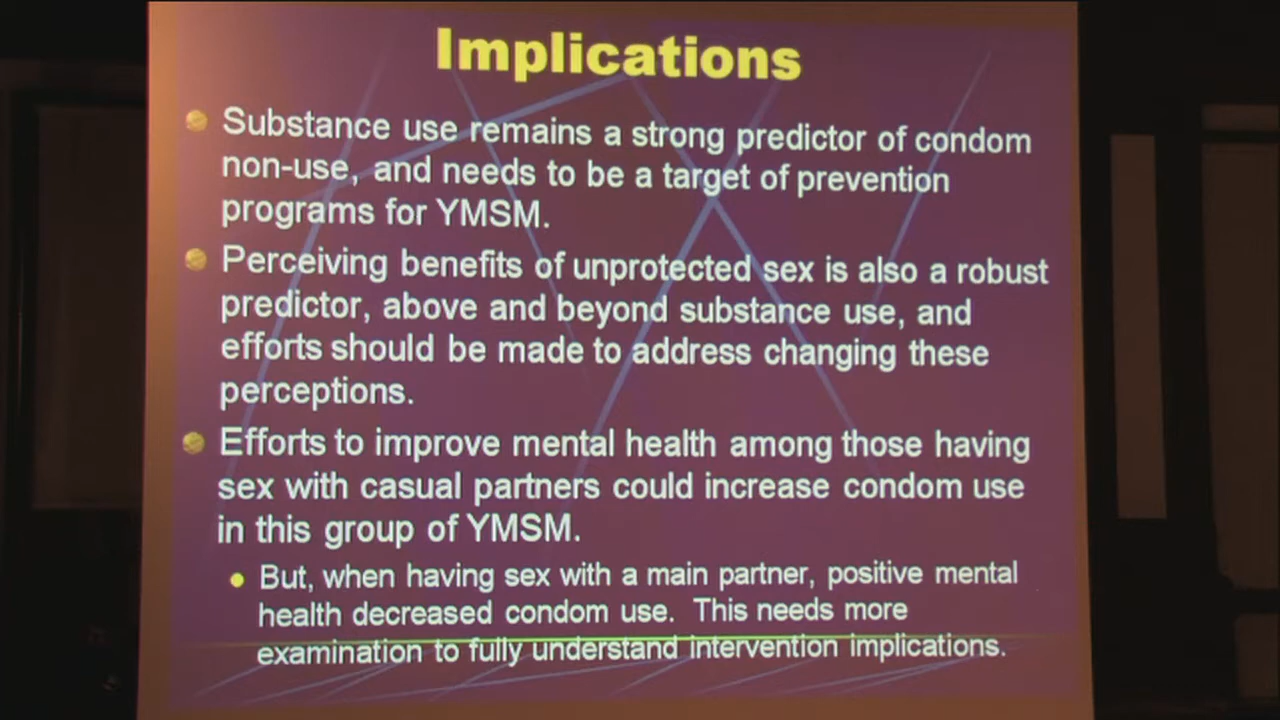 Implications
Substance use remains a strong predictor of condom
non-use, and needs to be a target of prevention
programs for YMSM.
Perceiving benefits of unprotected sex is also a robust
predictor, above and beyond substance use, and
efforts should be made to address changing these
perceptions.
Efforts to improve mental health among those having
sex with casual partners could increase condom use
in this group of YMSM.
But, when having sex with a main partner, positive mental
health decreased condom use. This needs more
examination to fully understand intervention implications.